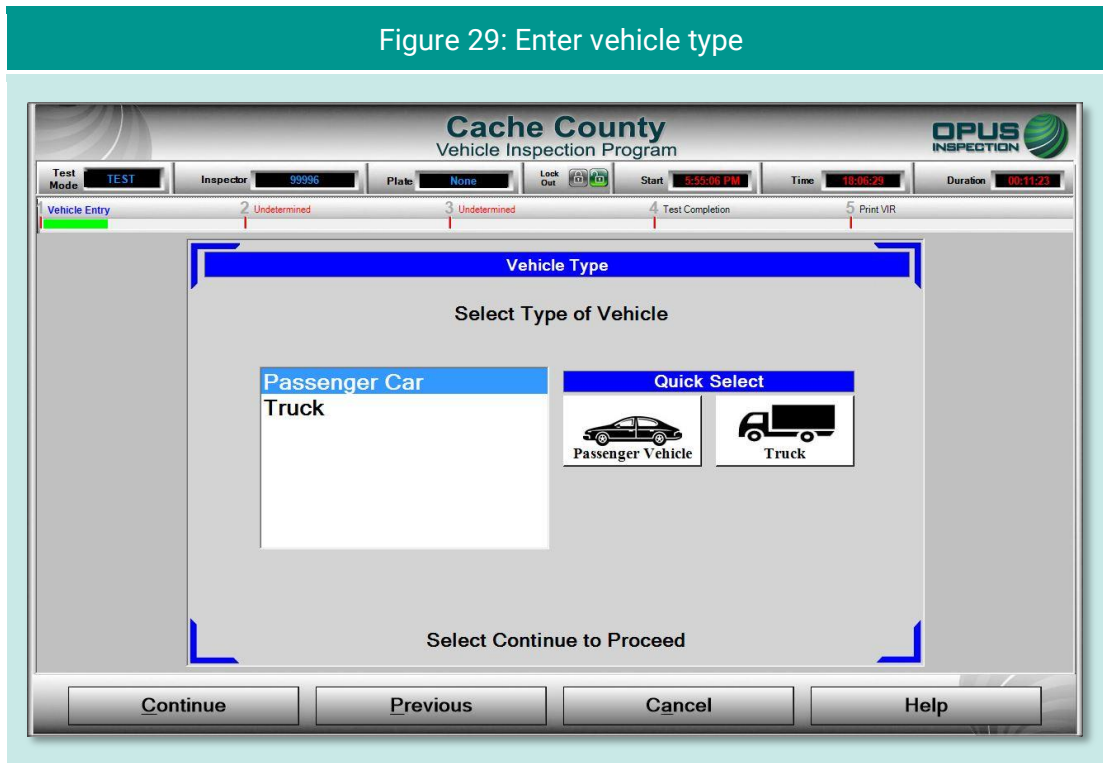 Figure 29: Enter vehicle type
Cache County
Vehicle Inspection Program
OPUS
INSPECTION
Test Mode TEST Inspector 99996 Plate None Lock Out Start 5:55:06 PM Time 18:06:29 Duration 00:11:23
1 Vehicle Entry 2 Undetermined 3 Undetermined 4 Test Completion 5 Print VIR
Vehicle Type
Select Type of Vehicle
Passenger Car
Truck
Quick Select
Passenger Vehicle Truck
Select Continue to Proceed
Continue Previous Cancel Help